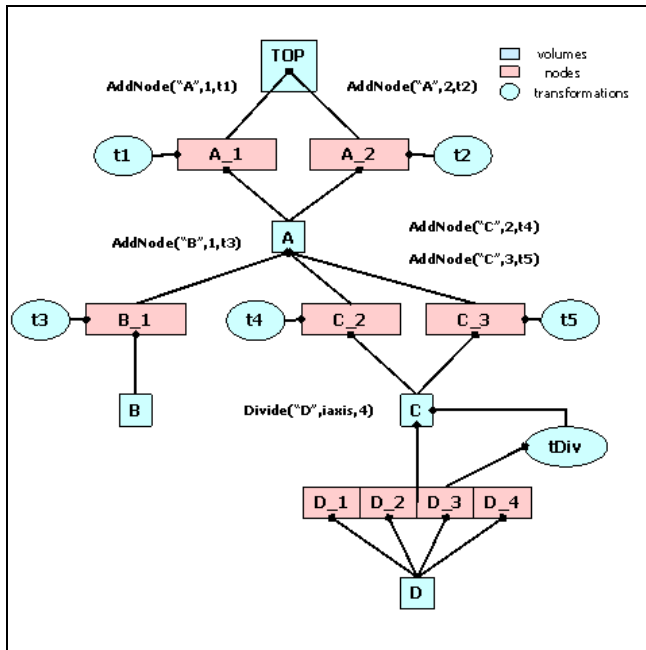 TOP
volumes
nodes
transformations
AddNode("A",1,t1)
AddNode("A",2,t2)
t1
A_1
A_2
t2
A
AddNode("B",1,t3)
AddNode("C",2,t4)
AddNode("C",3,t5)
t3
B_1
t4
C_2
C_3
t5
B
Divide("D",iaxis,4)
C
tDiv
D_1
D_2
D_3
D_4
D